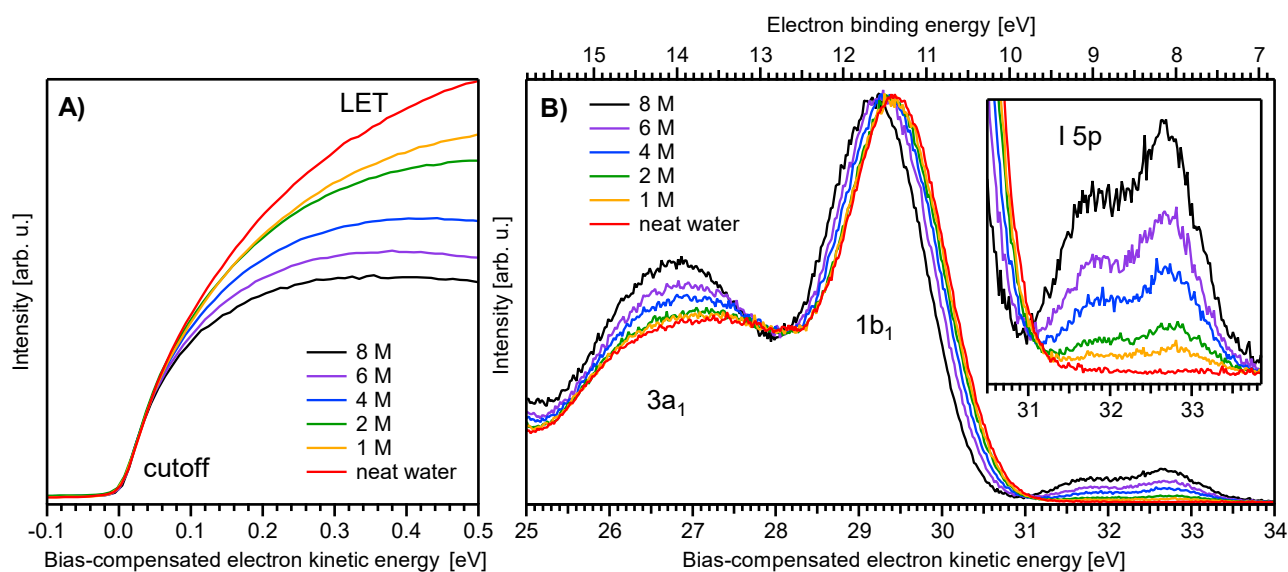 A)
LET
Intensity [arb. u.]
8 M
6 M
4 M
2 M
1 M
neat water
cutoff
-0.1 0.0 0.1 0.2 0.3 0.4 0.5
Bias-compensated electron kinetic energy [eV]
Electron binding energy [eV]
15 14 13 12 11 10 9 8 7
B)
8 M
6 M
4 M
2 M
1 M
neat water
I 5p
31 32 33
Intensity [arb. u.]
1b1
3a1
25 26 27 28 29 30 31 32 33 34
Bias-compensated electron kinetic energy [eV]